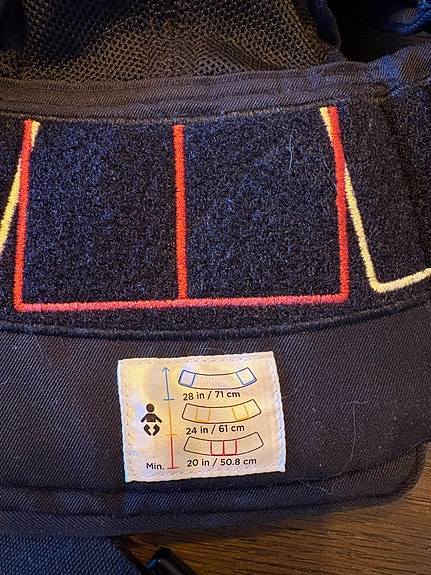 28 in / 71 cm
24 in / 61 cm
Min. 20 in / 50.8 cm